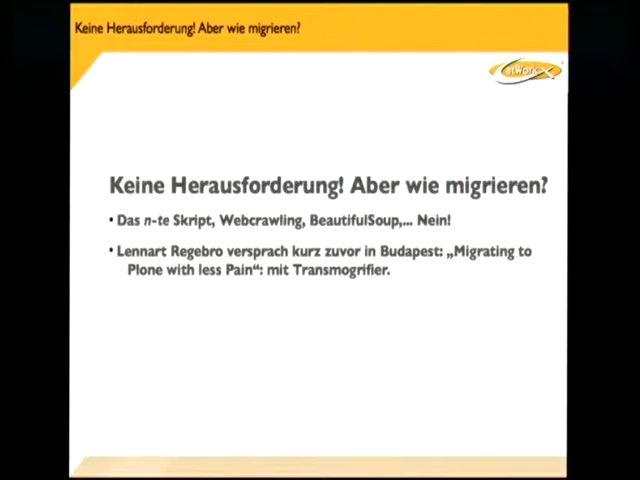 Keine Herausforderung! Aber wie migrieren?
Keine Herausforderung! Aber wie migrieren?
• Das n-te Skript, Webcrawling, BeautifulSoup,... Nein!
• Lennart Regebro versprach kurz zuvor in Budapest: „Migrating to
Plone with less Pain“: mit Transmogrifier.